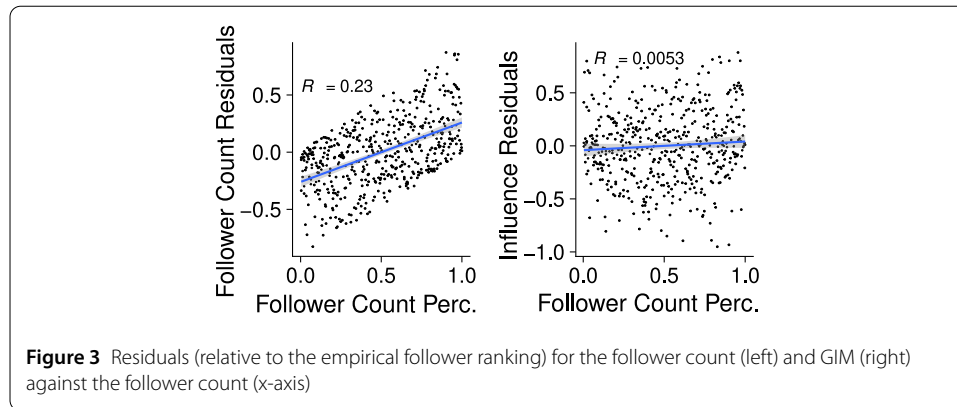 Follower Count Residuals
R = 0.23
0.5
0.0
−0.5
0.0 0.5 1.0
Follower Count Perc.
Influence Residuals
R = 0.0053
0.5
0.0
−0.5
−1.0
0.0 0.5 1.0
Follower Count Perc.
Figure 3 Residuals (relative to the empirical follower ranking) for the follower count (left) and GIM (right)
against the follower count (x-axis)